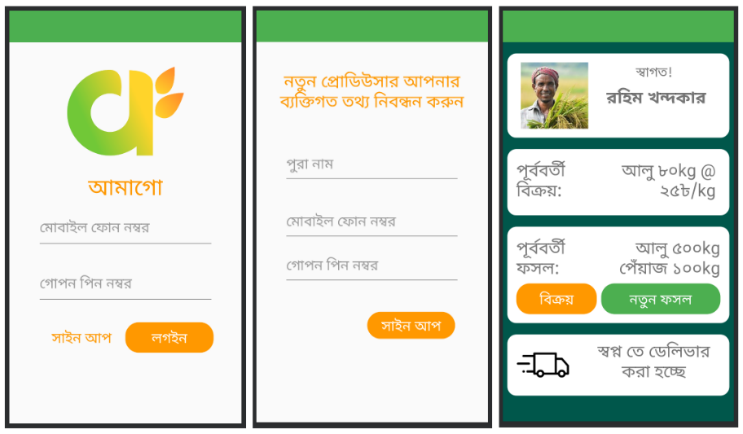 আমাগো
মোবাইল ফোন নম্বর
গোপন পিন নম্বর
সাইন আপ
লগইন
নতুন প্রোডিউসার আপনার
ব্যক্তিগত তথ্য নিবন্ধন করুন
পুরা নাম
মোবাইল ফোন নম্বর
গোপন পিন নম্বর
সাইন আপ
স্বাগত!
রহিম খন্দকার
পূর্ববর্তী
বিক্রয়:
আলু ৮০kg @
২৫৳/kg
পূর্ববর্তী
ফসল:
আলু ৫০০kg
পেঁয়াজ ১০০kg
বিক্রয়
নতুন ফসল
স্বপ্ন তে ডেলিভার
করা হচ্ছে